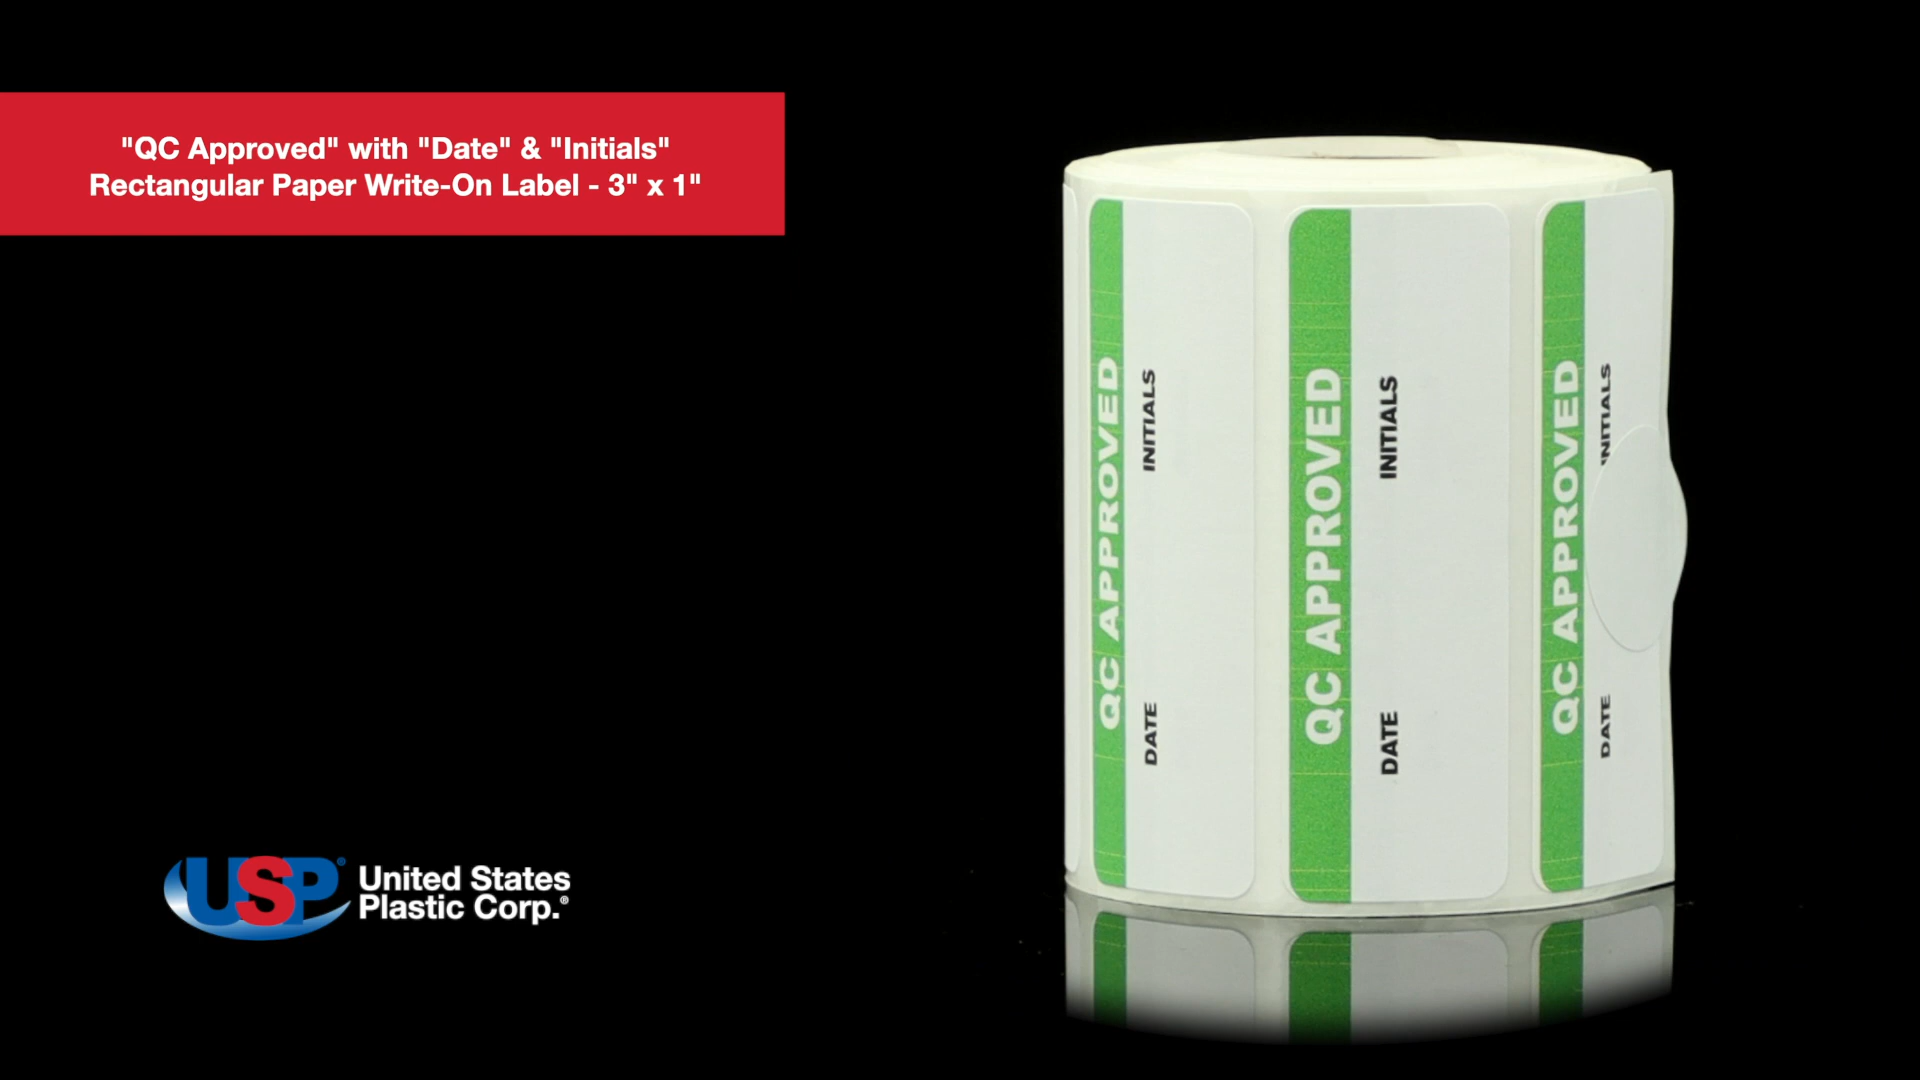 "QC Approved" with "Date" & "Initials"
Rectangular Paper Write-On Label - 3" x 1"
QC APPROVED
DATE INITIALS
QC APPROVED
DATE INITIALS
QC APPROVED
DATE INITIALS
USP®
United States
Plastic Corp.®